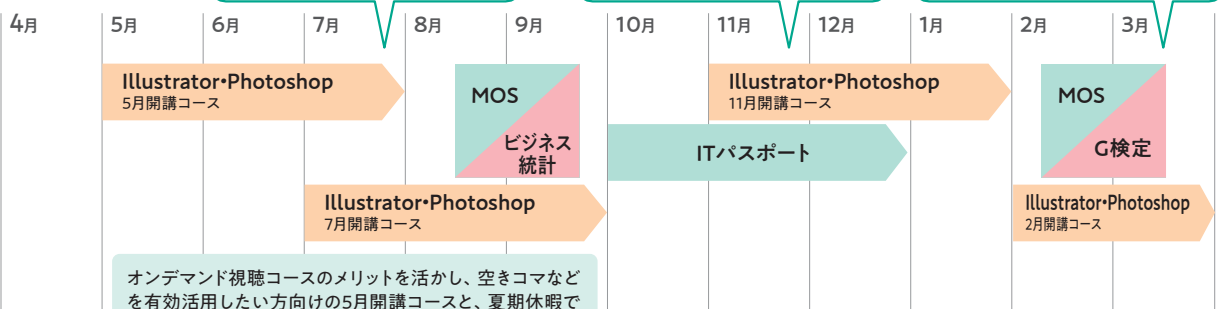 4月 5月 6月 7月 8月 9月 10月 11月 12月 1月 2月 3月
Illustrator・Photoshop
5月開講コース
MOS
ビジネス
統計
Illustrator・Photoshop
11月開講コース
MOS
G検定
ITパスポート
Illustrator・Photoshop
7月開講コース
Illustrator・Photoshop
2月開講コース
オンデマンド視聴コースのメリットを活かし、空きコマなど
を有効活用したい方向けの5月開講コースと、夏期休暇で